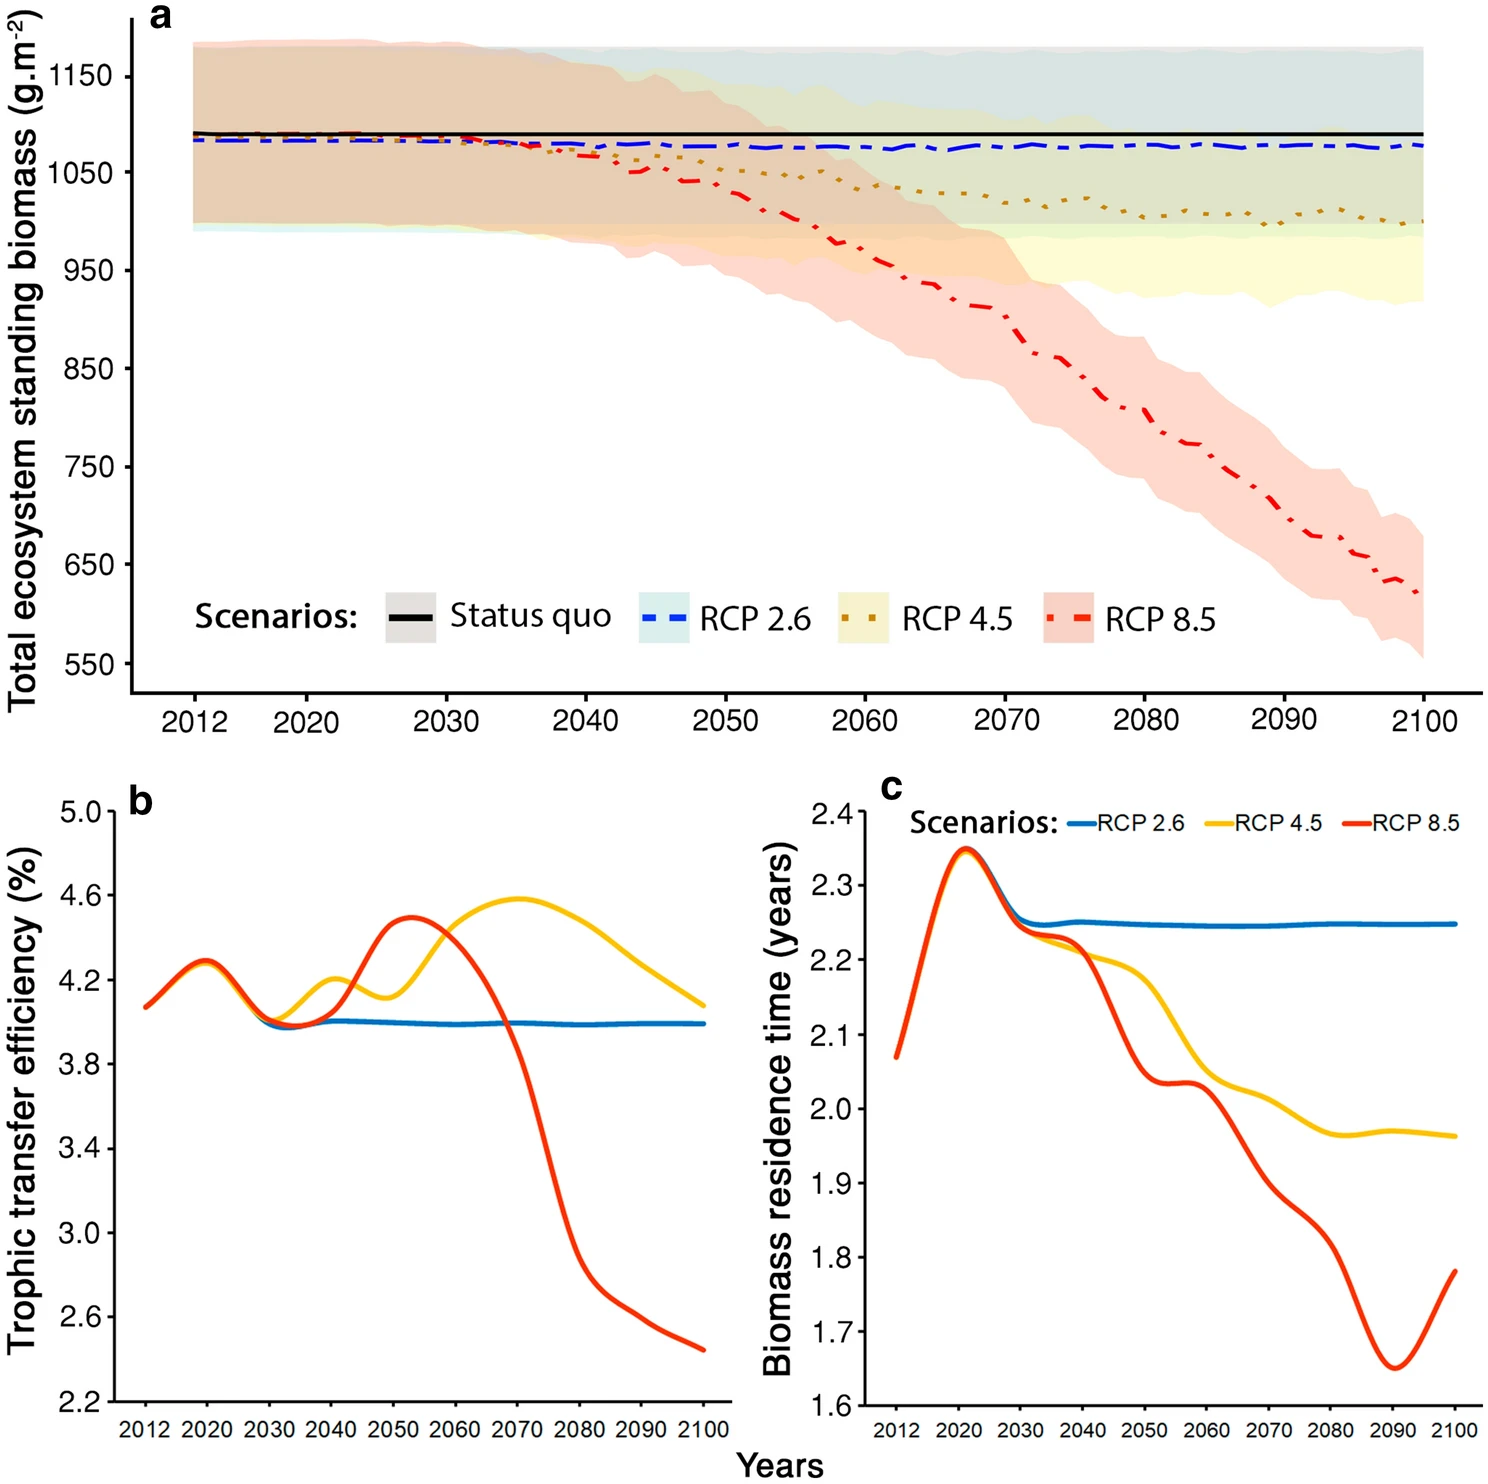 a
Total ecosystem standing biomass (g.m-2)
1150
1050
950
850
750
650
550
Scenarios: Status quo RCP 2.6 RCP 4.5 RCP 8.5
2012 2020 2030 2040 2050 2060 2070 2080 2090 2100
b
Trophic transfer efficiency (%)
5.0
4.6
4.2
3.8
3.4
3.0
2.6
2.2
2012 2020 2030 2040 2050 2060 2070 2080 2090 2100
c
Scenarios: RCP 2.6 RCP 4.5 RCP 8.5
Biomass residence time (years)
2.4
2.3
2.2
2.1
2.0
1.9
1.8
1.7
1.6
2012 2020 2030 2040 2050 2060 2070 2080 2090 2100
Years